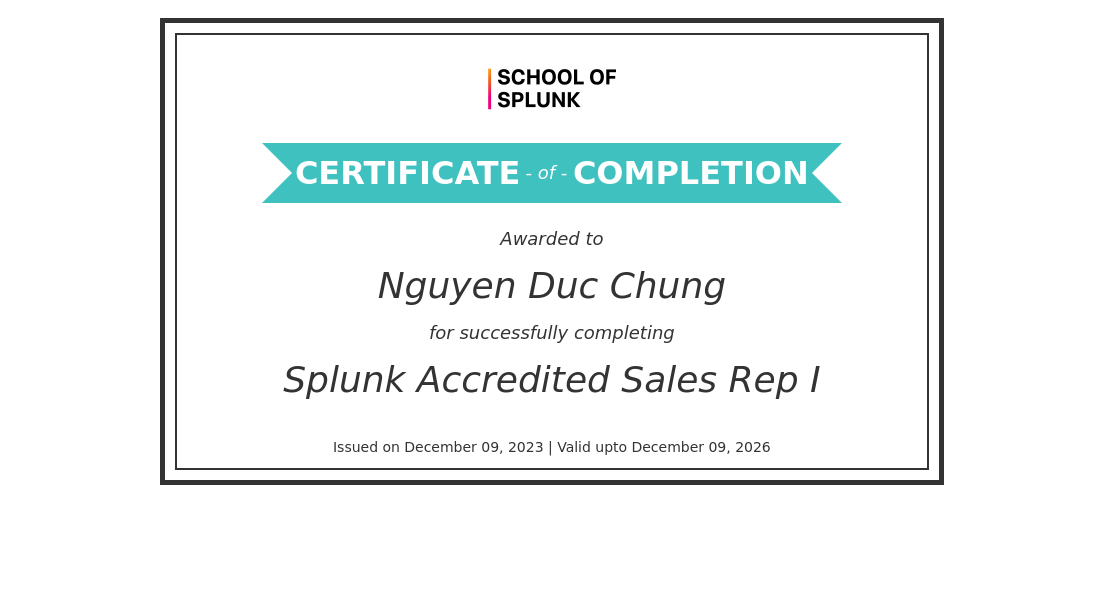 SCHOOL OF
SPLUNK
CERTIFICATE - of - COMPLETION
Awarded to
Nguyen Duc Chung
for successfully completing
Splunk Accredited Sales Rep I
Issued on December 09, 2023 | Valid upto December 09, 2026